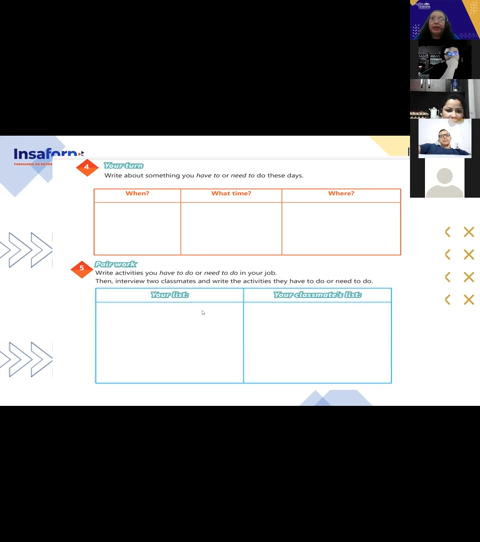 Insaforp
4
Your turn
Write about something you have to or need to do these days.
When?
What time?
Where?
5
Pair work
Write activities you have to do or need to do in your job.
Then, interview two classmates and write the activities they have to do or need to do.
Your list:
Your classmate's list: